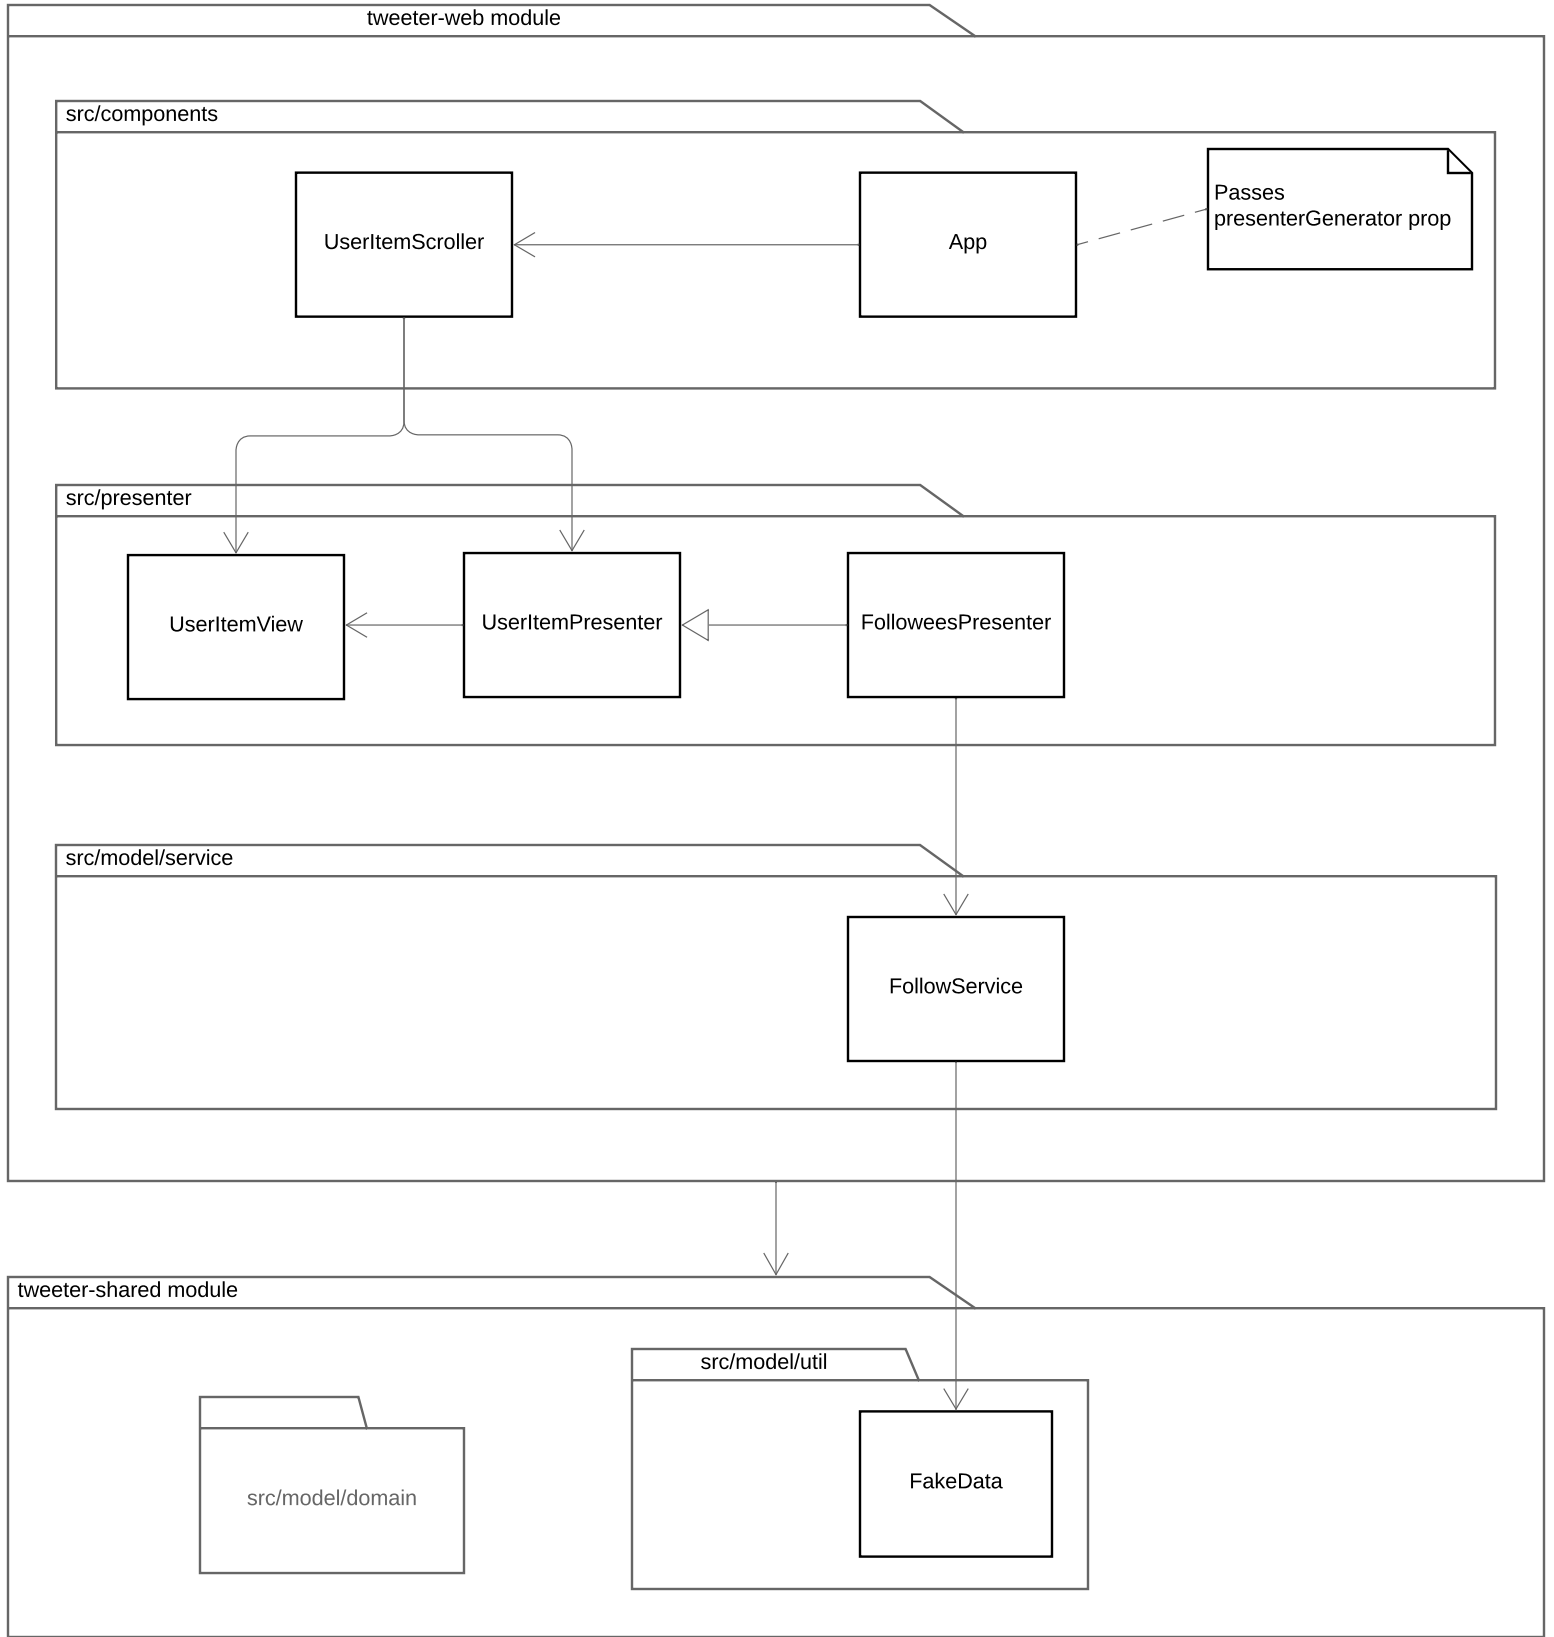 tweeter-web module
src/components
UserItemScroller
App
Passes
presenterGenerator prop
src/presenter
UserItemView
UserItemPresenter
FolloweesPresenter
src/model/service
FollowService
tweeter-shared module
src/model/util
src/model/domain
FakeData